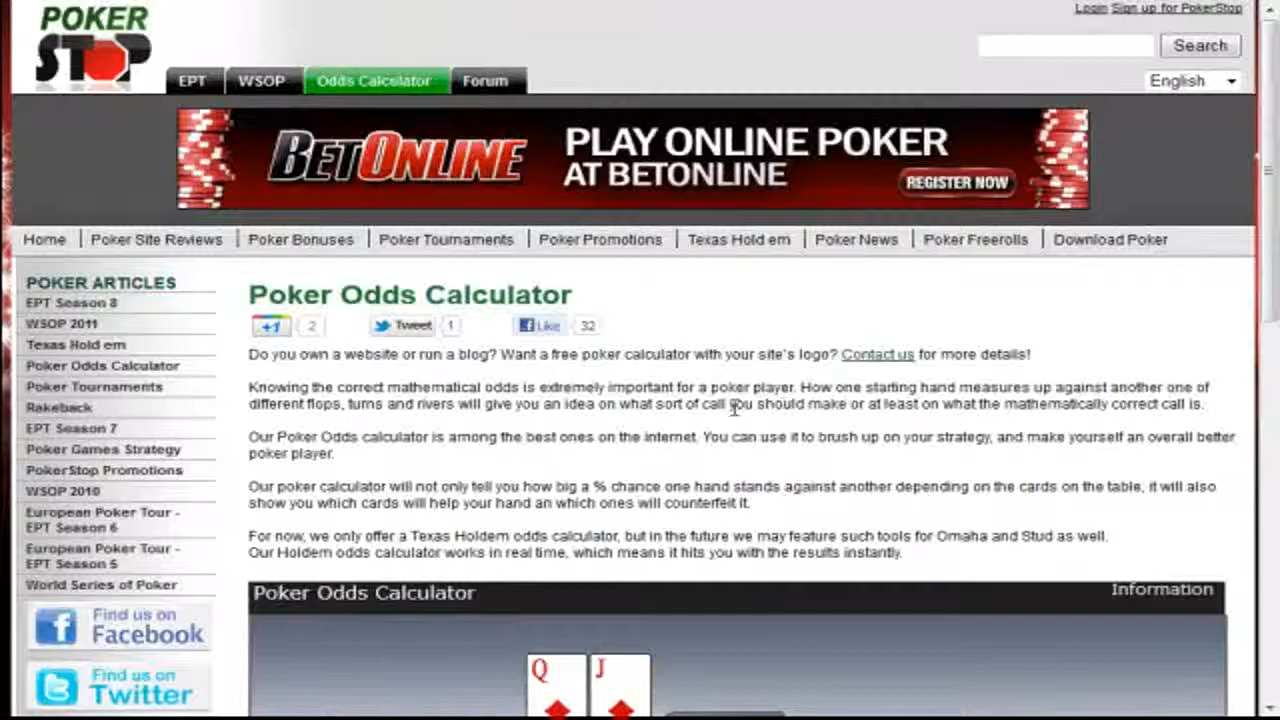 Login Sign up for PokerStop
POKER
STOP
Search
EPT
WSOP
Odds Calculator
Forum
English
BETONLINE
PLAY ONLINE POKER
AT BETONLINE
REGISTER NOW
Home
Poker Site Reviews
Poker Bonuses
Poker Tournaments
Poker Promotions
Texas Hold em
Poker News
Poker Freerolls
Download Poker
POKER ARTICLES
EPT Season 8
WSOP 2011
Texas Hold em
Poker Odds Calculator
Poker Tournaments
Rakeback
EPT Season 7
Poker Games Strategy
PokerStop Promotions
WSOP 2010
European Poker Tour -
EPT Season 6
European Poker Tour -
EPT Season 5
World Series of Poker
Find us on
Facebook
Find us on
Twitter
Poker Odds Calculator
+1
2
Tweet
1
Like
32
Do you own a website or run a blog? Want a free poker calculator with your site's logo? Contact us for more details!
Knowing the correct mathematical odds is extremely important for a poker player. How one starting hand measures up against another one of
different flops, turns and rivers will give you an idea on what sort of call you should make or at least on what the mathematically correct call is.
Our Poker Odds calculator is among the best ones on the internet. You can use it to brush up on your strategy, and make yourself an overall better
poker player.
Our poker calculator will not only tell you how big a % chance one hand stands against another depending on the cards on the table, it will also
show you which cards will help your hand an which ones will counterfeit it.
For now, we only offer a Texas Holdem odds calculator, but in the future we may feature such tools for Omaha and Stud as well.
Our Holdem odds calculator works in real time, which means it hits you with the results instantly.
Poker Odds Calculator
Information
Q
J